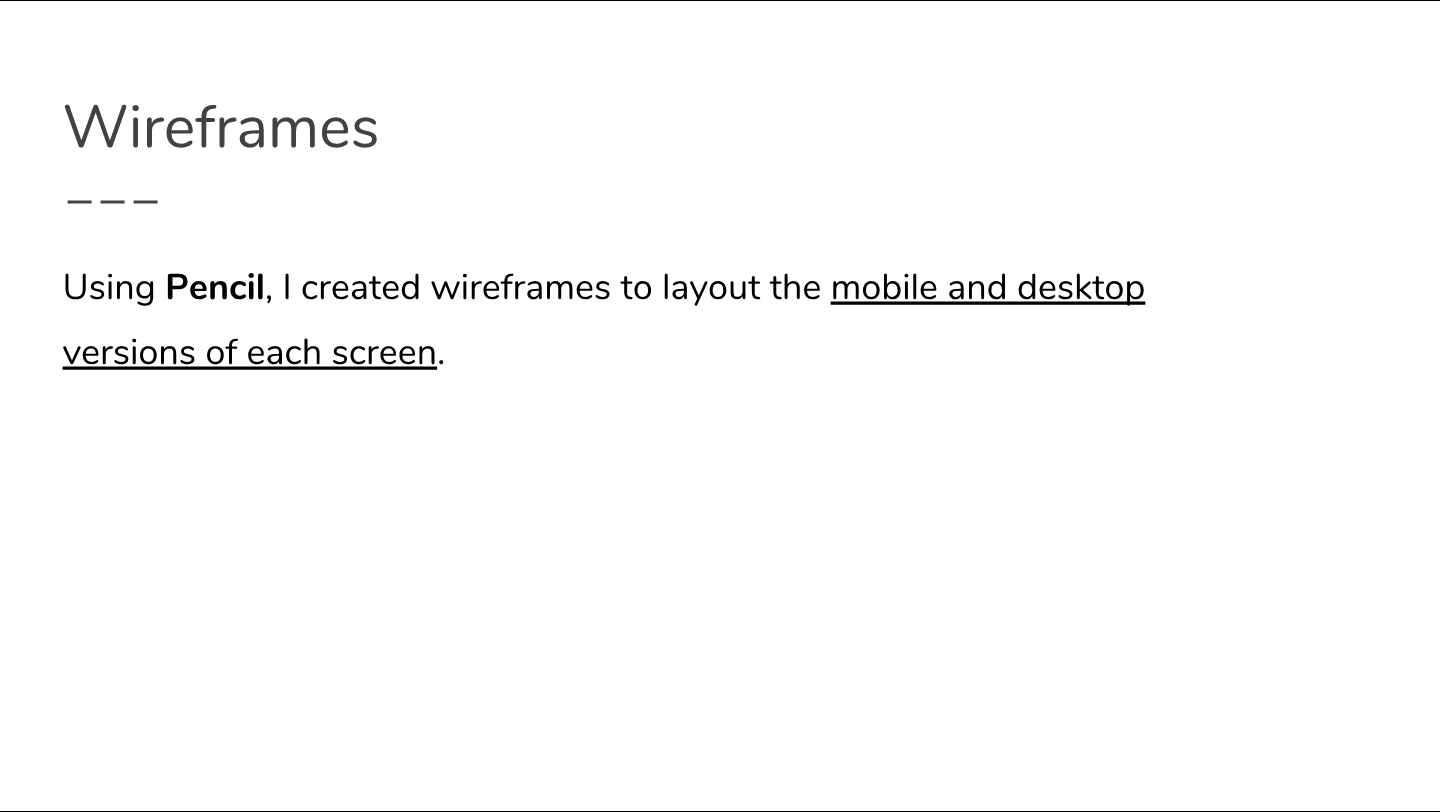 Wireframes
Using Pencil, I created wireframes to layout the mobile and desktop
versions of each screen.